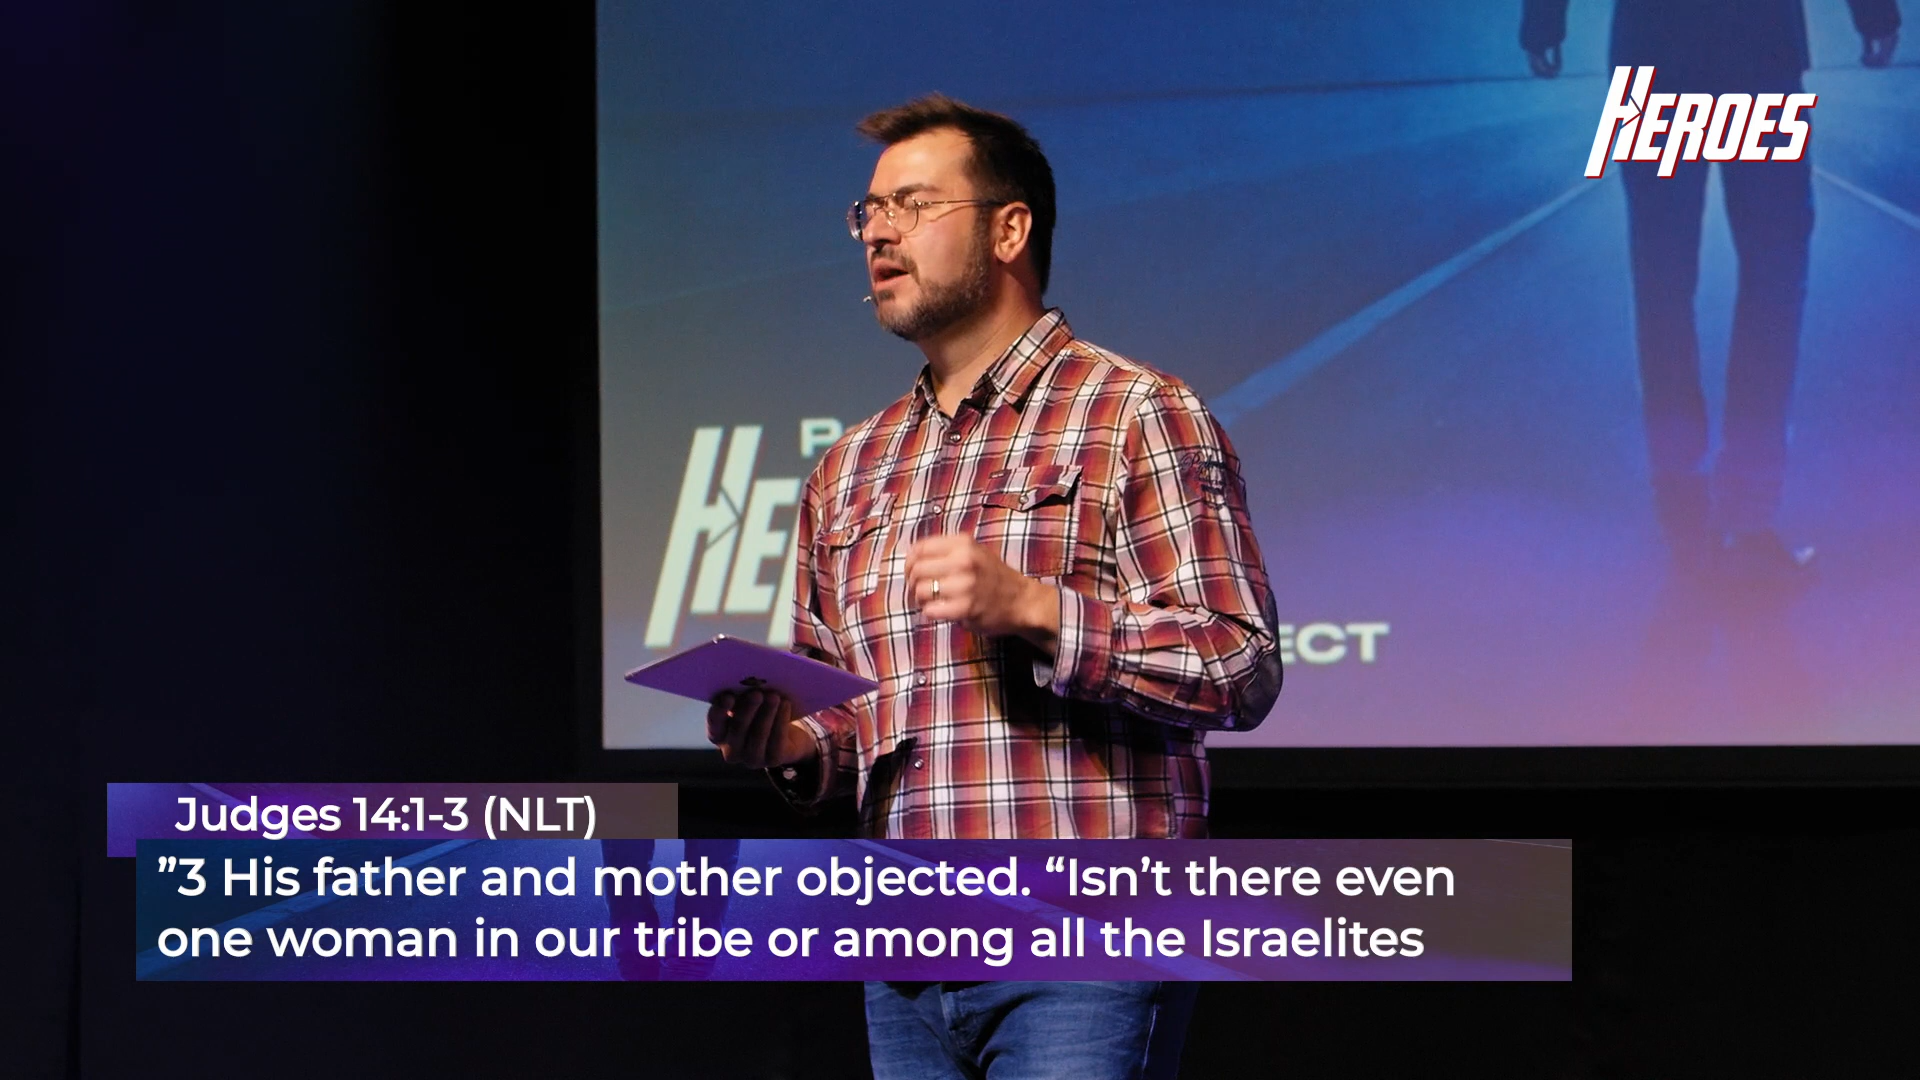 HEROES
ECT
Judges 14:1-3 (NLT)
”3 His father and mother objected. “Isn’t there even
one woman in our tribe or among all the Israelites